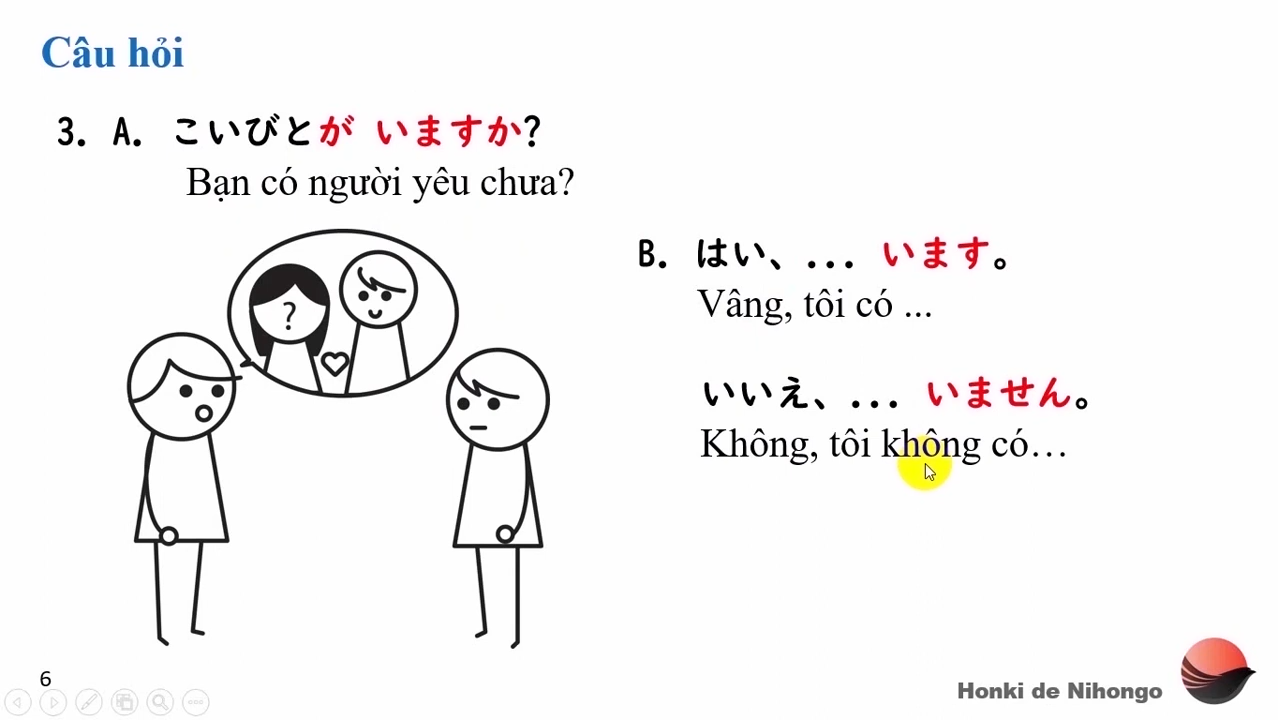 Câu hỏi
3. A. こいびとが いますか?
Bạn có người yêu chưa?
?
B. はい、... います。
Vâng, tôi có ...
いいえ、... いません。
Không, tôi không có…
6
Honki de Nihongo